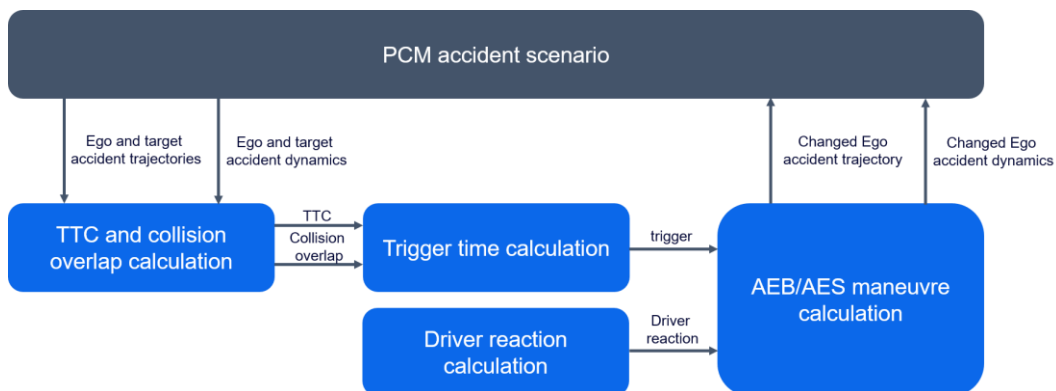 PCM accident scenario
Ego and target
accident trajectories
Ego and target
accident dynamics
Changed Ego
accident trajectory
Changed Ego
accident dynamics
TTC and collision
overlap calculation
TTC
Collision
overlap
Trigger time calculation
trigger
AEB/AES maneuvre
calculation
Driver reaction
calculation
Driver
reaction